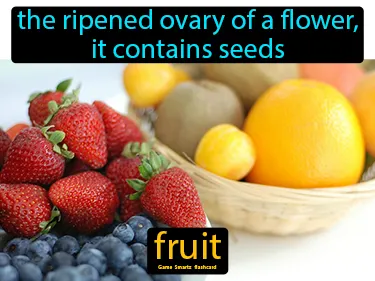 the ripened ovary of a flower,
it contains seeds
fruit
Game Smartz flashcard